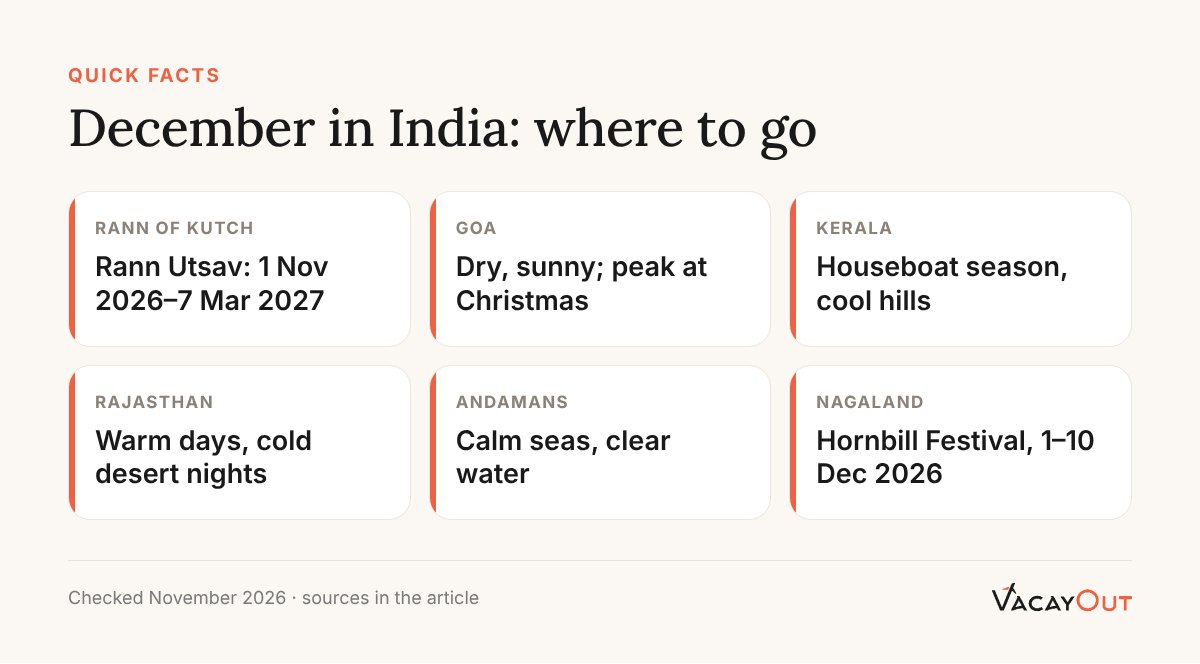 QUICK FACTS
December in India: where to go
RANN OF KUTCH
Rann Utsav: 1 Nov
2026–7 Mar 2027
GOA
Dry, sunny; peak at
Christmas
KERALA
Houseboat season,
cool hills
RAJASTHAN
Warm days, cold
desert nights
ANDAMANS
Calm seas, clear
water
NAGALAND
Hornbill Festival, 1–10
Dec 2026
Checked November 2026 · sources in the article
VACAYOUT